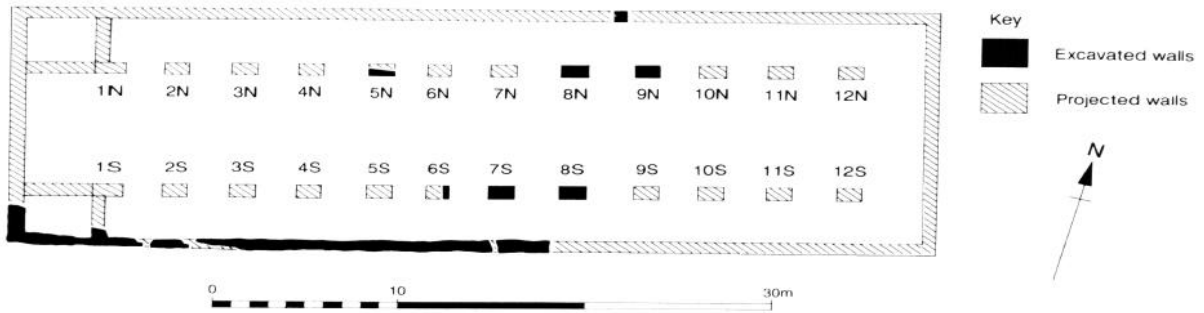 Key
Excavated walls
Projected walls
1N 2N 3N 4N 5N 6N 7N 8N 9N 10N 11N 12N
1S 2S 3S 4S 5S 6S 7S 8S 9S 10S 11S 12S
N
0 10 30m